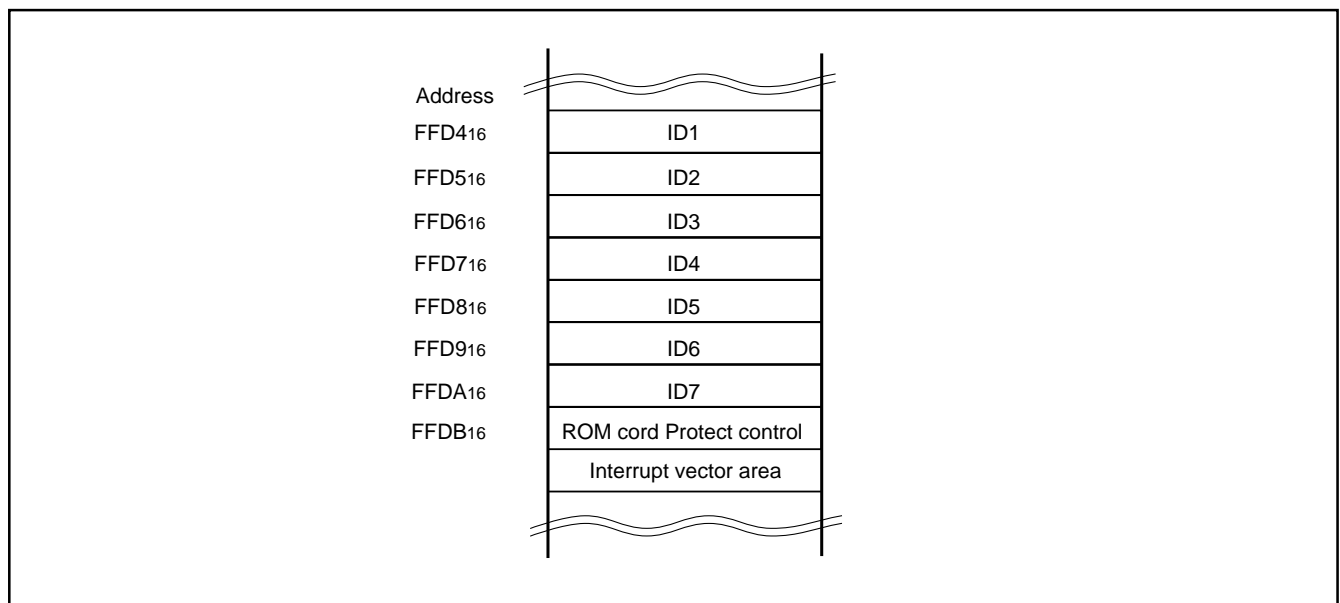 Address
FFD416 ID1
FFD516 ID2
FFD616 ID3
FFD716 ID4
FFD816 ID5
FFD916 ID6
FFDA16 ID7
FFDB16 ROM cord Protect control
Interrupt vector area